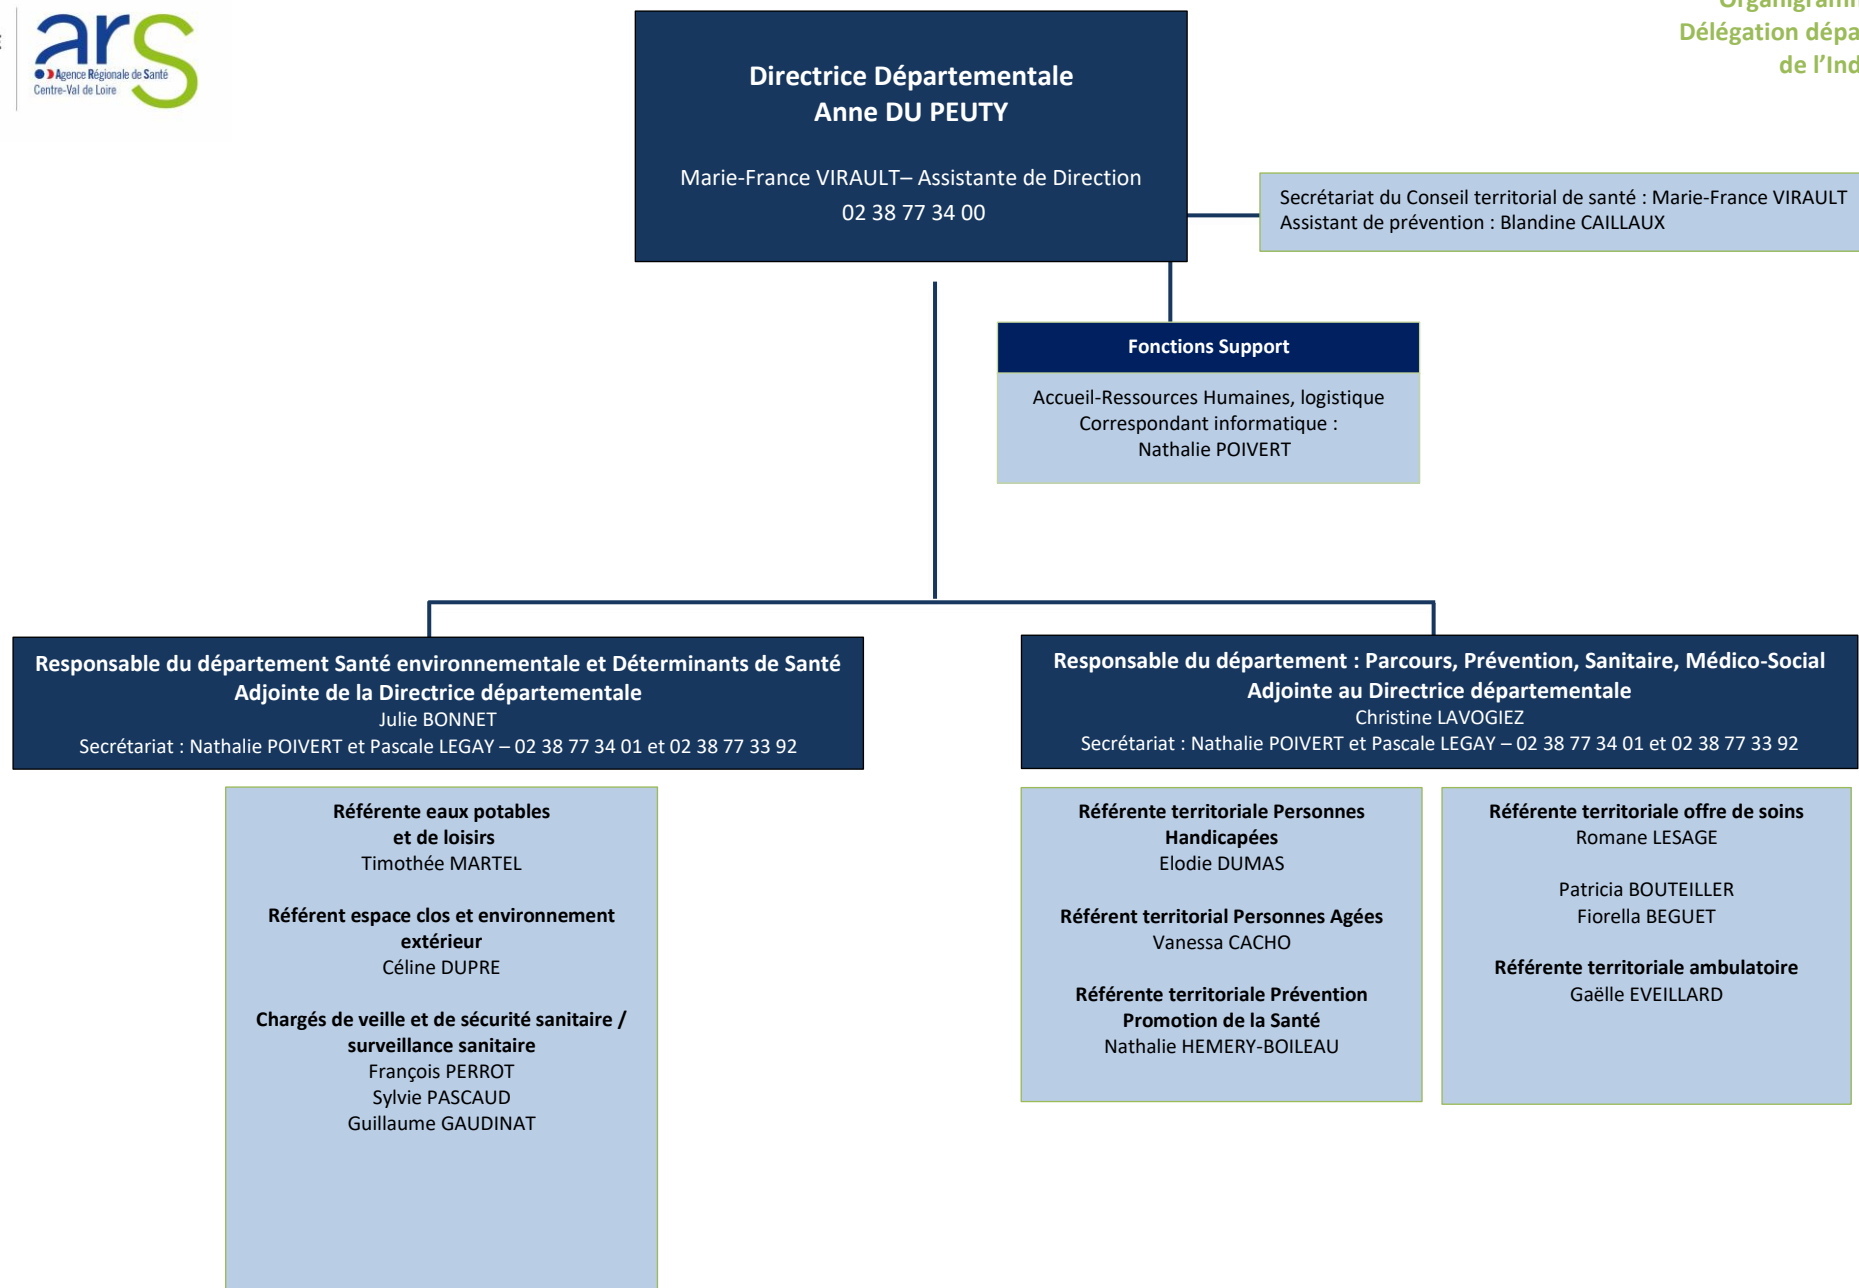 ars
Agence Régionale de Santé
Centre-Val de Loire
Délégation
de l'Ind
Directrice Départementale
Anne DU PEUTY
Marie-France VIRAULT– Assistante de Direction
02 38 77 34 00
Secrétariat du Conseil territorial de santé : Marie-France VIRAULT
Assistant de prévention : Blandine CAILLAUX
Fonctions Support
Accueil-Ressources Humaines, logistique
Correspondant informatique :
Nathalie POIVERT
Responsable du département Santé environnementale et Déterminants de Santé
Adjointe de la Directrice départementale
Julie BONNET
Secrétariat : Nathalie POIVERT et Pascale LEGAY – 02 38 77 34 01 et 02 38 77 33 92
Référente eaux potables
et de loisirs
Timothée MARTEL
Référent espace clos et environnement
extérieur
Céline DUPRE
Chargés de veille et de sécurité sanitaire /
surveillance sanitaire
François PERROT
Sylvie PASCAUD
Guillaume GAUDINAT
Responsable du département : Parcours, Prévention, Sanitaire, Médico-Social
Adjointe au Directrice départementale
Christine LAVOGIEZ
Secrétariat : Nathalie POIVERT et Pascale LEGAY – 02 38 77 34 01 et 02 38 77 33 92
Référente territoriale Personnes
Handicapées
Elodie DUMAS
Référent territorial Personnes Agées
Vanessa CACHO
Référente territoriale Prévention
Promotion de la Santé
Nathalie HEMERY-BOILEAU
Référente territoriale offre de soins
Romane LESAGE
Patricia BOUTEILLER
Fiorella BEGUET
Référente territoriale ambulatoire
Gaëlle EVEILLARD